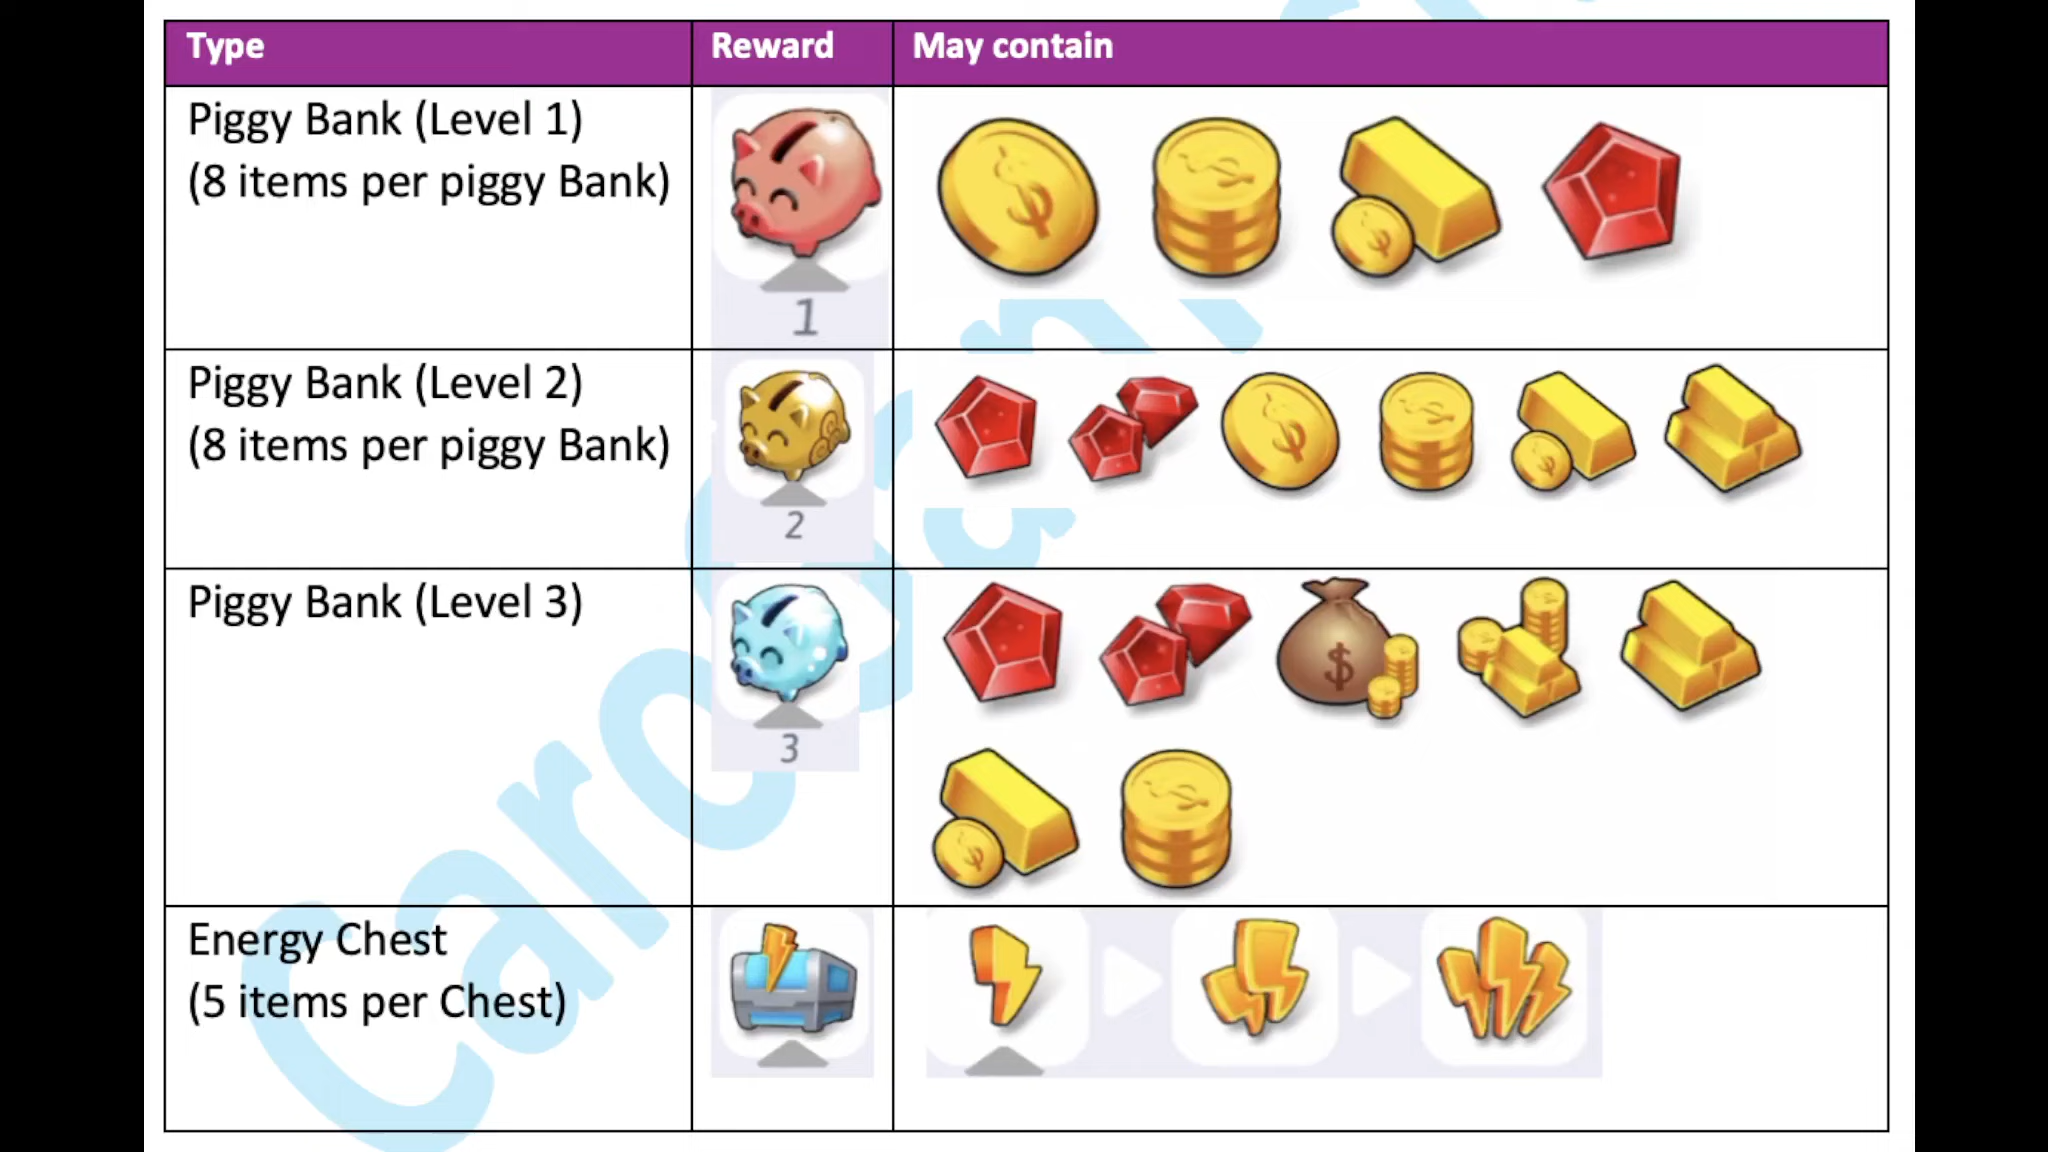 Type Reward May contain
Piggy Bank (Level 1)
(8 items per piggy Bank)
1
Piggy Bank (Level 2)
(8 items per piggy Bank)
2
Piggy Bank (Level 3)
3
Energy Chest
(5 items per Chest)